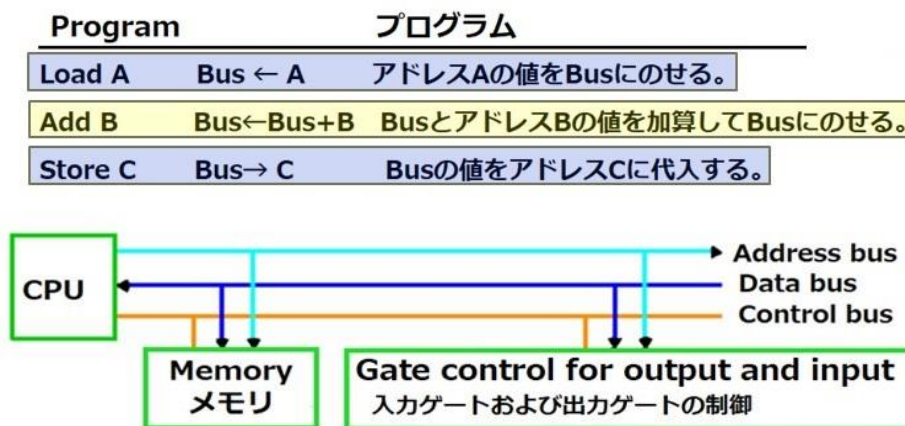 Program プログラム
Load A Bus ← A アドレスAの値をBusにのせる。
Add B Bus←Bus+B BusとアドレスBの値を加算してBusにのせる。
Store C Bus→ C Busの値をアドレスCに代入する。
CPU
Address bus
Data bus
Control bus
Memory
メモリ
Gate control for output and input
入力ゲートおよび出力ゲートの制御